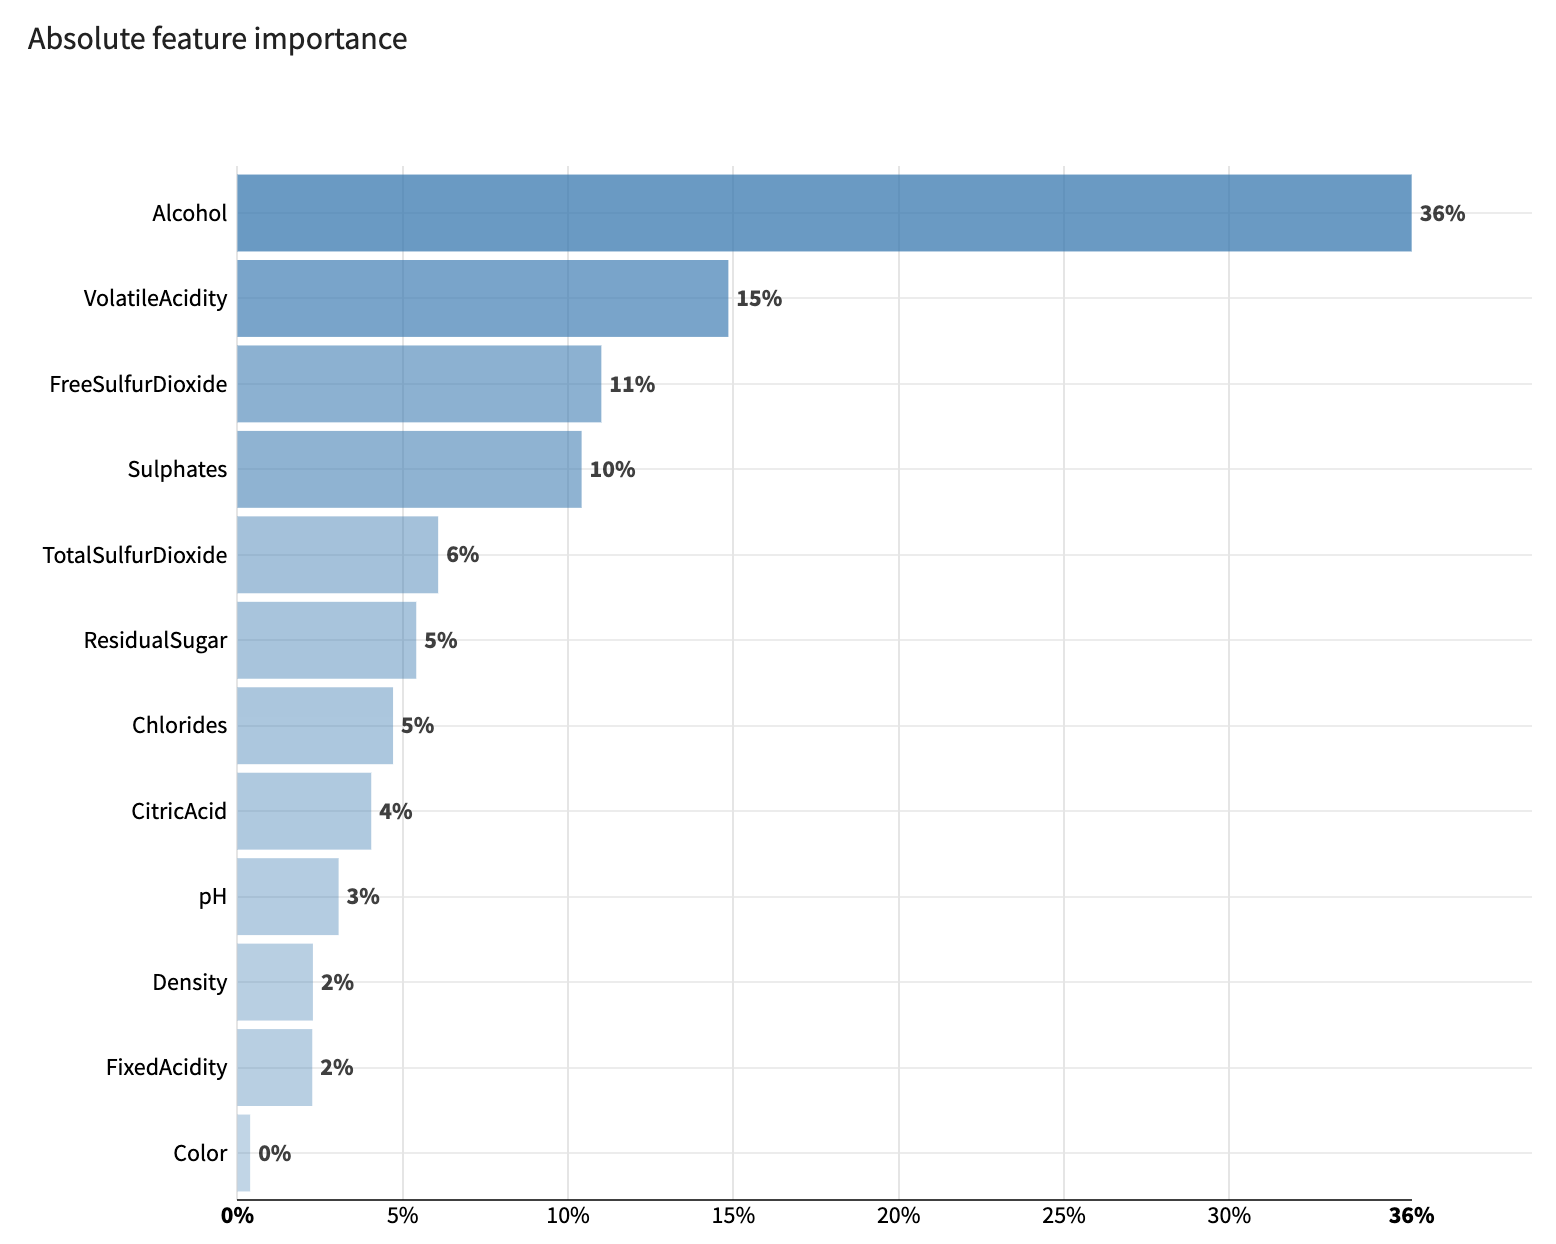 Absolute feature importance
Alcohol 36%
VolatileAcidity 15%
FreeSulfurDioxide 11%
Sulphates 10%
TotalSulfurDioxide 6%
ResidualSugar 5%
Chlorides 5%
CitricAcid 4%
pH 3%
Density 2%
FixedAcidity 2%
Color 0%
0% 5% 10% 15% 20% 25% 30% 36%